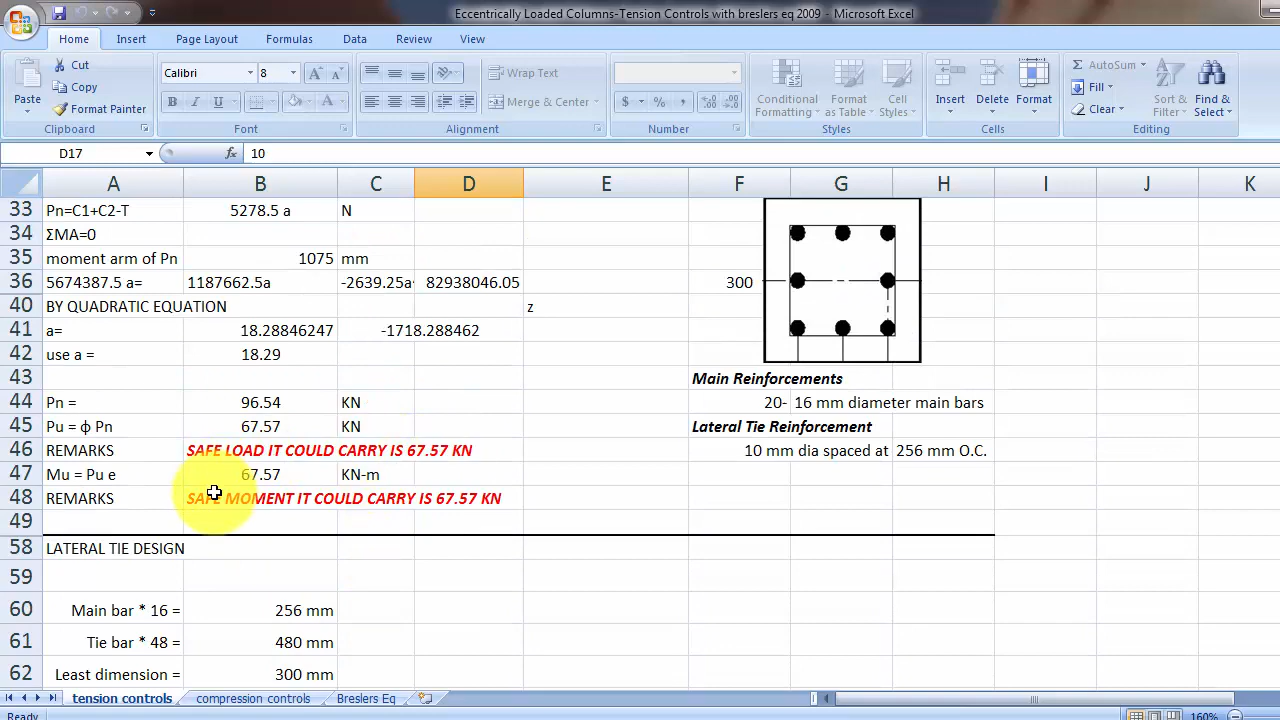 Eccentrically Loaded Columns-Tension Controls with breslers eq 2009 - Microsoft Excel
Home Insert Page Layout Formulas Data Review View
Cut
Copy
Format Painter
Paste
Clipboard
Calibri 8
B I U
Font
Wrap Text
Merge & Center
Alignment
$ % ,
Number
Conditional Formatting
Format as Table
Cell Styles
Styles
Insert Delete Format
Cells
Σ AutoSum
Fill
Clear
Sort & Filter
Find & Select
Editing
D17 fx 10
A B C D E F G H I J K
33 Pn=C1+C2-T 5278.5 a N
34 ΣMA=0
35 moment arm of Pn 1075 mm
36 5674387.5 a= 1187662.5a -2639.25a 82938046.05 300
40 BY QUADRATIC EQUATION z
41 a= 18.28846247 -1718.288462
42 use a = 18.29
43 Main Reinforcements
44 Pn = 96.54 KN 20- 16 mm diameter main bars
45 Pu = ϕ Pn 67.57 KN Lateral Tie Reinforcement
46 REMARKS SAFE LOAD IT COULD CARRY IS 67.57 KN 10 mm dia spaced at 256 mm O.C.
47 Mu = Pu e 67.57 KN-m
48 REMARKS SAFE MOMENT IT COULD CARRY IS 67.57 KN
49
58 LATERAL TIE DESIGN
59
60 Main bar * 16 = 256 mm
61 Tie bar * 48 = 480 mm
62 Least dimension = 300 mm
tension controls compression controls Breslers Eq
Ready 160%